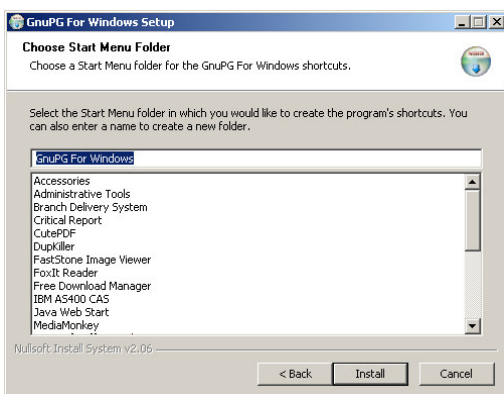 GnuPG For Windows Setup
Choose Start Menu Folder
Choose a Start Menu folder for the GnuPG For Windows shortcuts.
Select the Start Menu folder in which you would like to create the program's shortcuts. You
can also enter a name to create a new folder.
GnuPG For Windows
Accessories
Administrative Tools
Branch Delivery System
Critical Report
CutePDF
DupKiller
FastStone Image Viewer
FoxIt Reader
Free Download Manager
IBM AS400 CAS
Java Web Start
MediaMonkey
Nullsoft Install System v2.06
< Back
Install
Cancel